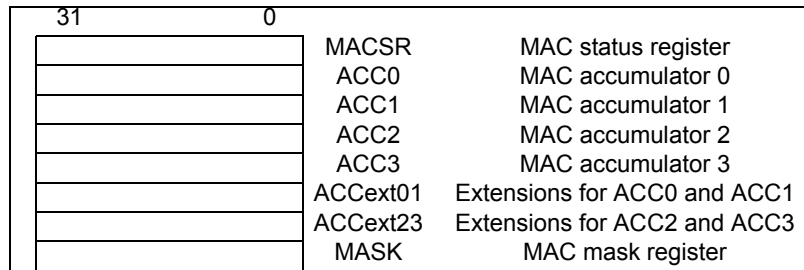 31 0
MACSR MAC status register
ACC0 MAC accumulator 0
ACC1 MAC accumulator 1
ACC2 MAC accumulator 2
ACC3 MAC accumulator 3
ACCext01 Extensions for ACC0 and ACC1
ACCext23 Extensions for ACC2 and ACC3
MASK MAC mask register